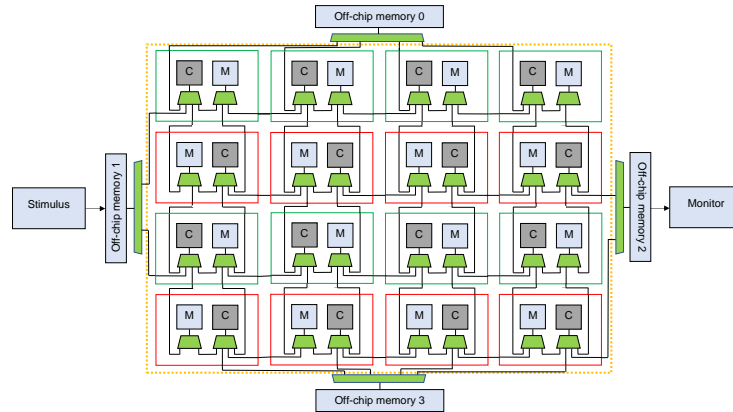 Off-chip memory 0
C M C M C M C M
M C M C M C M C
Stimulus
Off-chip memory 1
Off-chip memory 2
Monitor
C M C M C M C M
M C M C M C M C
Off-chip memory 3